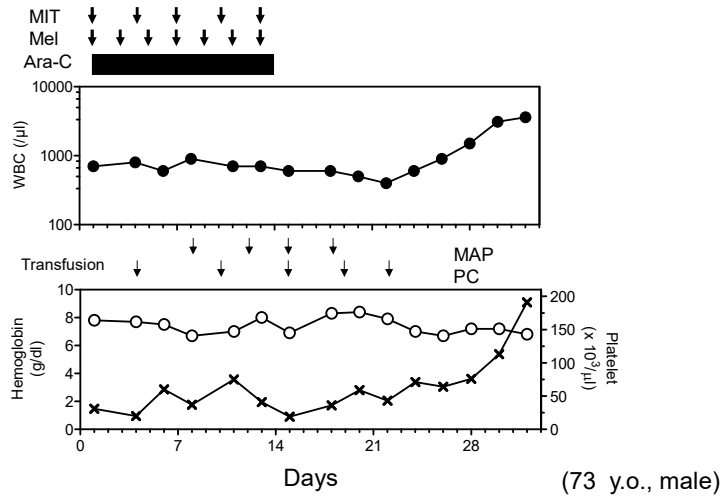 MIT
Mel
Ara-C
10000
1000
100
WBC (/μl)
Transfusion
MAP
PC
10
8
6
4
2
0
Hemoglobin
(g/dl)
200
150
100
50
0
Platelet
(x 10³/μl)
0 7 14 21 28
Days
(73 y.o., male)